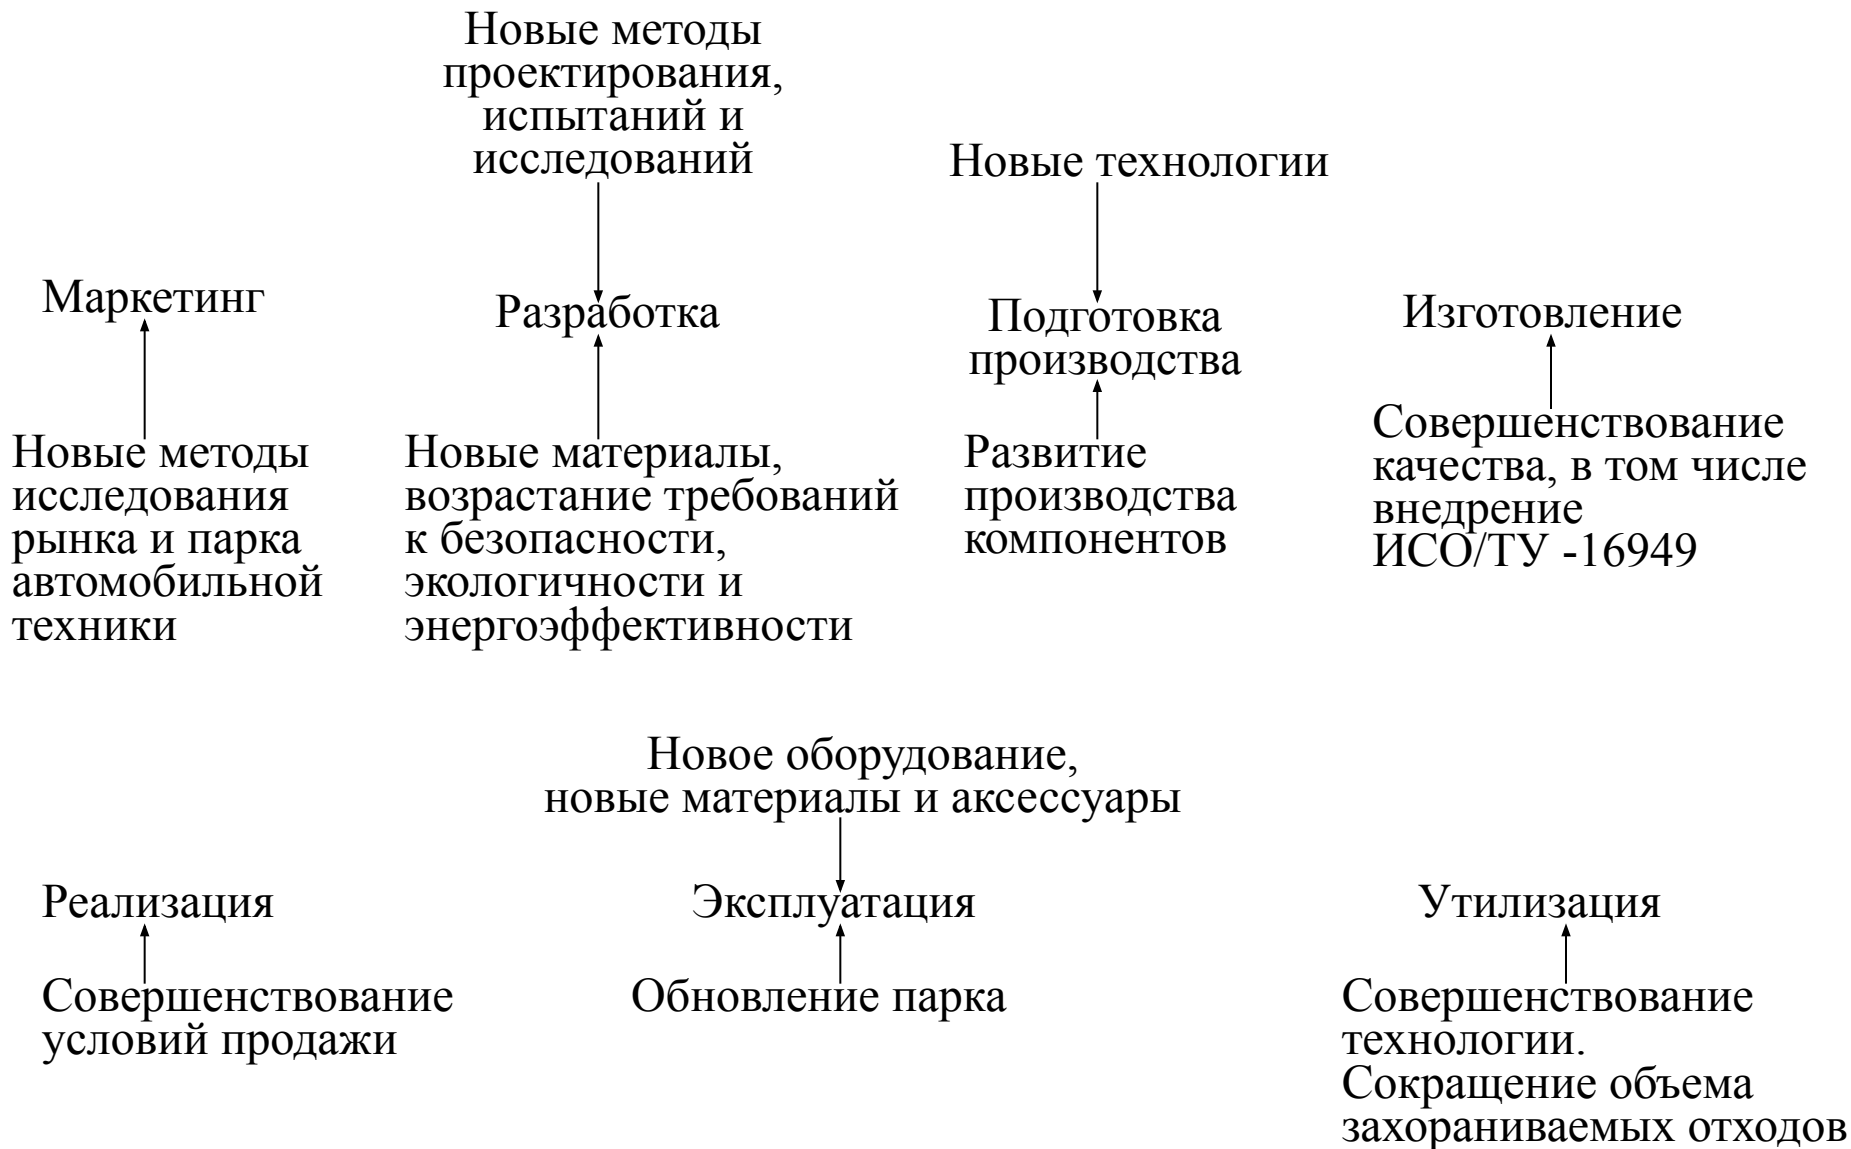 Новые методы
проектирования,
испытаний и
исследований
Новые технологии
Маркетинг
Разработка
Подготовка
производства
Изготовление
Новые методы
исследования
рынка и парка
автомобильной
техники
Новые материалы,
возрастание требований
к безопасности,
экологичности и
энергоэффективности
Развитие
производства
компонентов
Совершенствование
качества, в том числе
внедрение
ИСО/ТУ -16949
Новое оборудование,
новые материалы и аксессуары
Реализация
Эксплуатация
Утилизация
Совершенствование
условий продажи
Обновление парка
Совершенствование
технологии.
Сокращение объема
захораниваемых отходов